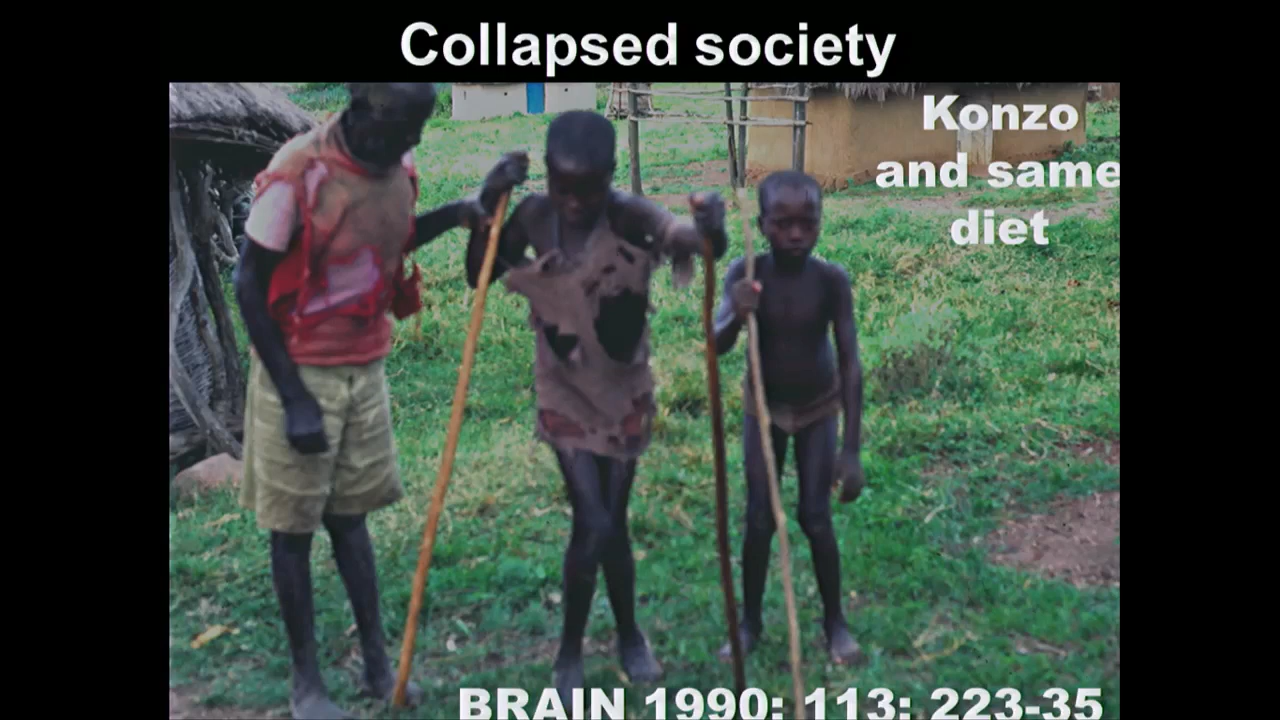 Collapsed society
Konzo
and same
diet
BRAIN 1990: 113: 223-35